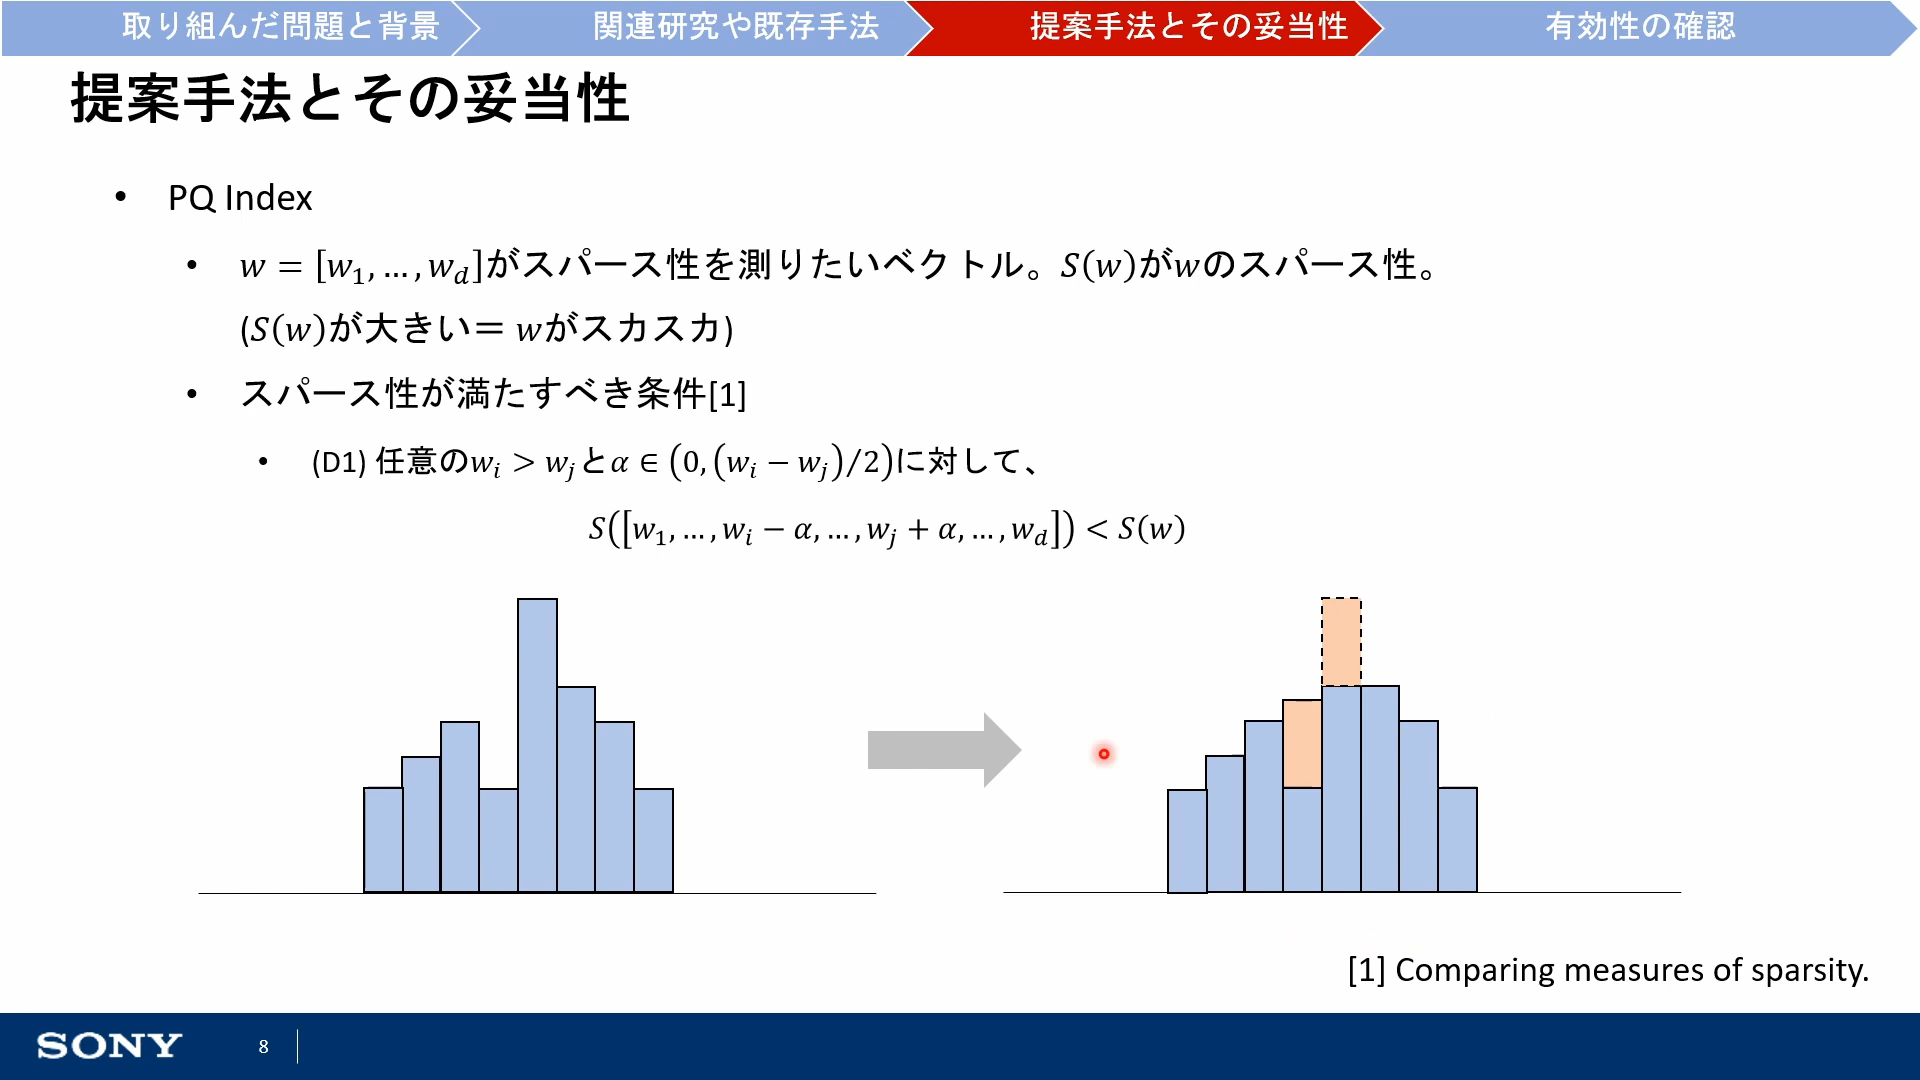 取り組んだ問題と背景
関連研究や既存手法
提案手法とその妥当性
有効性の確認
提案手法とその妥当性
• PQ Index
• w = [w₁, … , w_d]がスパース性を測りたいベクトル。S(w)がwのスパース性。
(S(w)が大きい＝ wがスカスカ)
• スパース性が満たすべき条件[1]
• (D1) 任意のwᵢ > wⱼとα ∈ (0, (wᵢ − wⱼ)/2)に対して、
S([w₁, … , wᵢ − α, … , wⱼ + α, … , w_d]) < S(w)
[1] Comparing measures of sparsity.
SONY
8